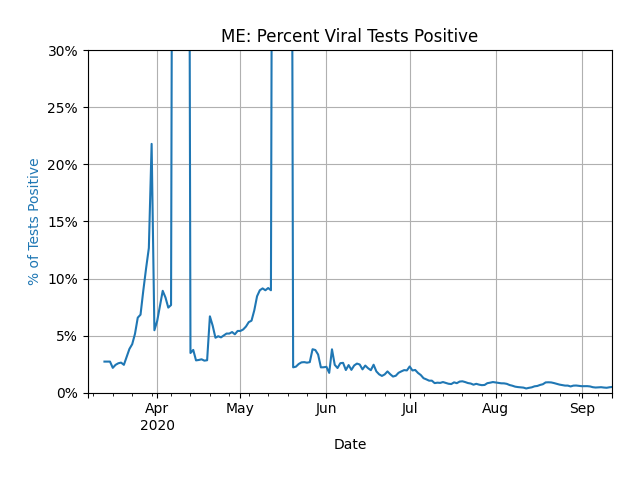 ME: Percent Viral Tests Positive
30%
25%
20%
15%
10%
5%
0%
% of Tests Positive
Apr May Jun Jul Aug Sep
2020
Date